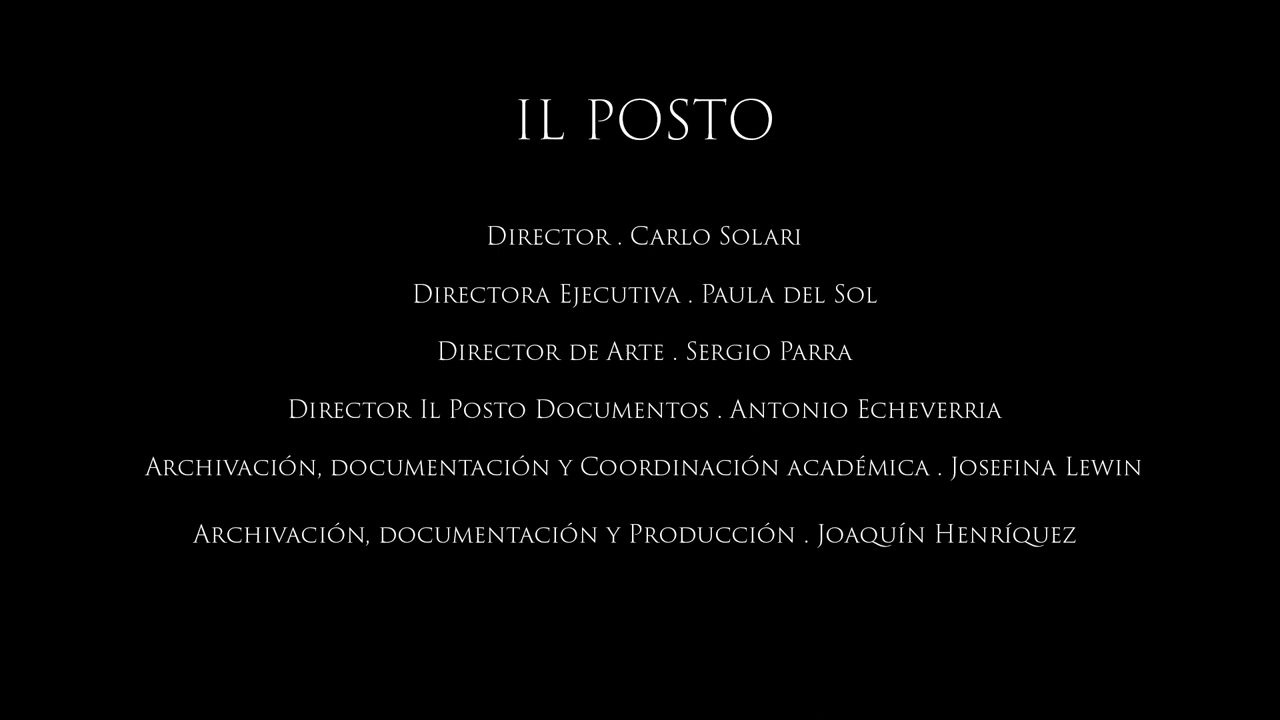 IL POSTO
Director . Carlo Solari
Directora Ejecutiva . Paula del Sol
Director de Arte . Sergio Parra
Director Il Posto Documentos . Antonio Echeverria
Archivación, documentación y Coordinación académica . Josefina Lewin
Archivación, documentación y Producción . Joaquín Henríquez